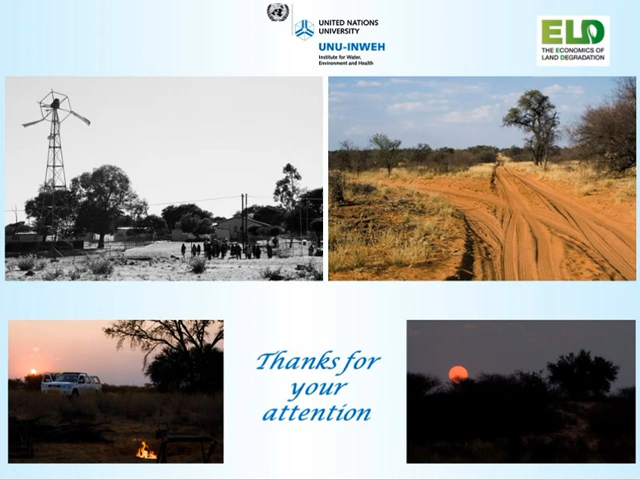 UNITED NATIONS
UNIVERSITY
UNU-INWEH
Institute for Water,
Environment and Health
ELD
THE ECONOMICS OF
LAND DEGRADATION
Thanks for
your
attention